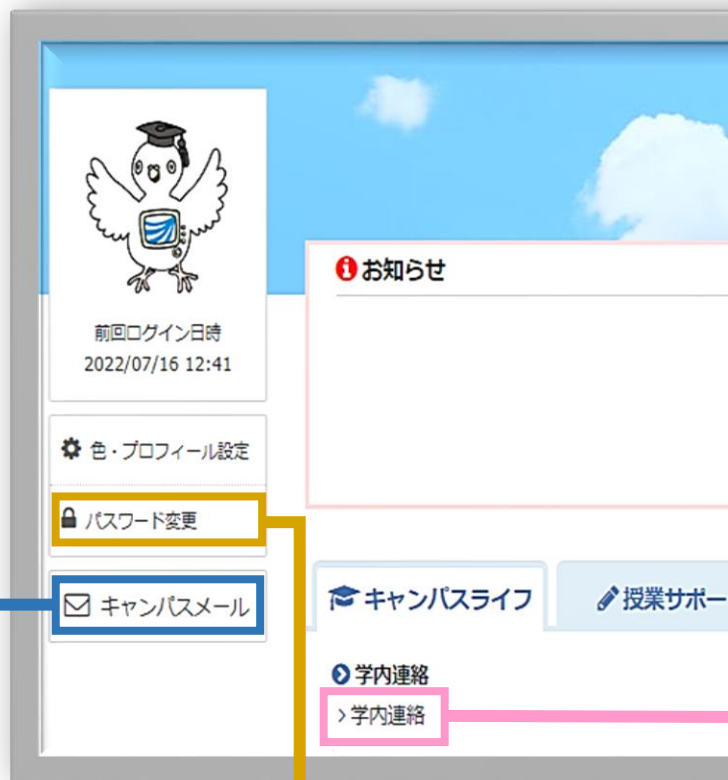 お知らせ
前回ログイン日時
2022/07/16 12:41
色・プロフィール設定
パスワード変更
キャンパスメール
キャンパスライフ
授業サポー
学内連絡
学内連絡